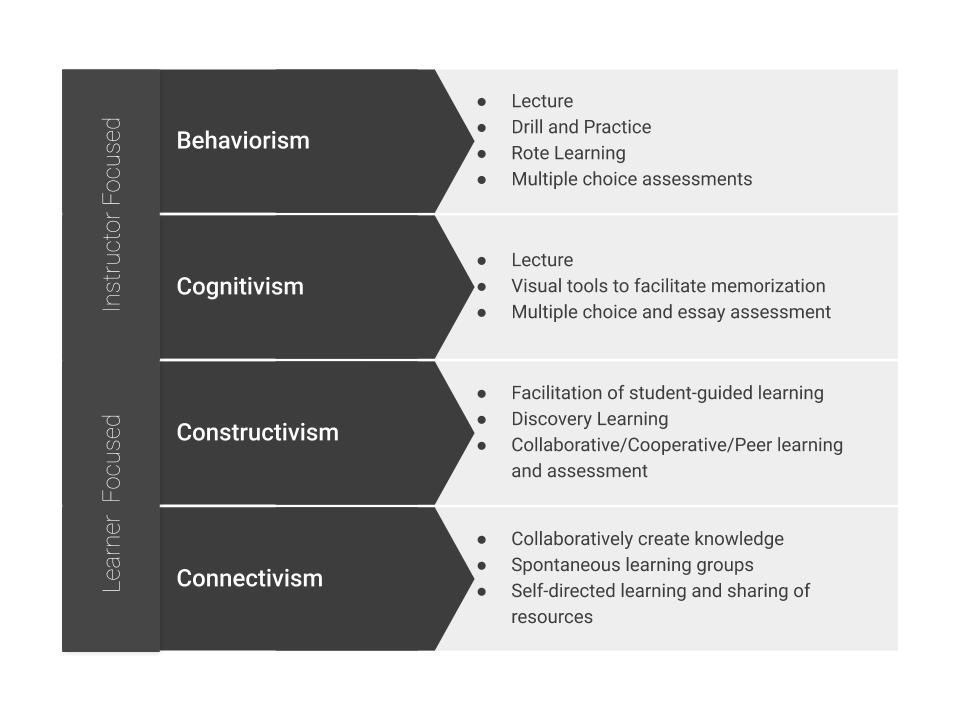 Instructor Focused
Behaviorism
● Lecture
● Drill and Practice
● Rote Learning
● Multiple choice assessments
Cognitivism
● Lecture
● Visual tools to facilitate memorization
● Multiple choice and essay assessment
Learner Focused
Constructivism
● Facilitation of student-guided learning
● Discovery Learning
● Collaborative/Cooperative/Peer learning
and assessment
Connectivism
● Collaboratively create knowledge
● Spontaneous learning groups
● Self-directed learning and sharing of
resources